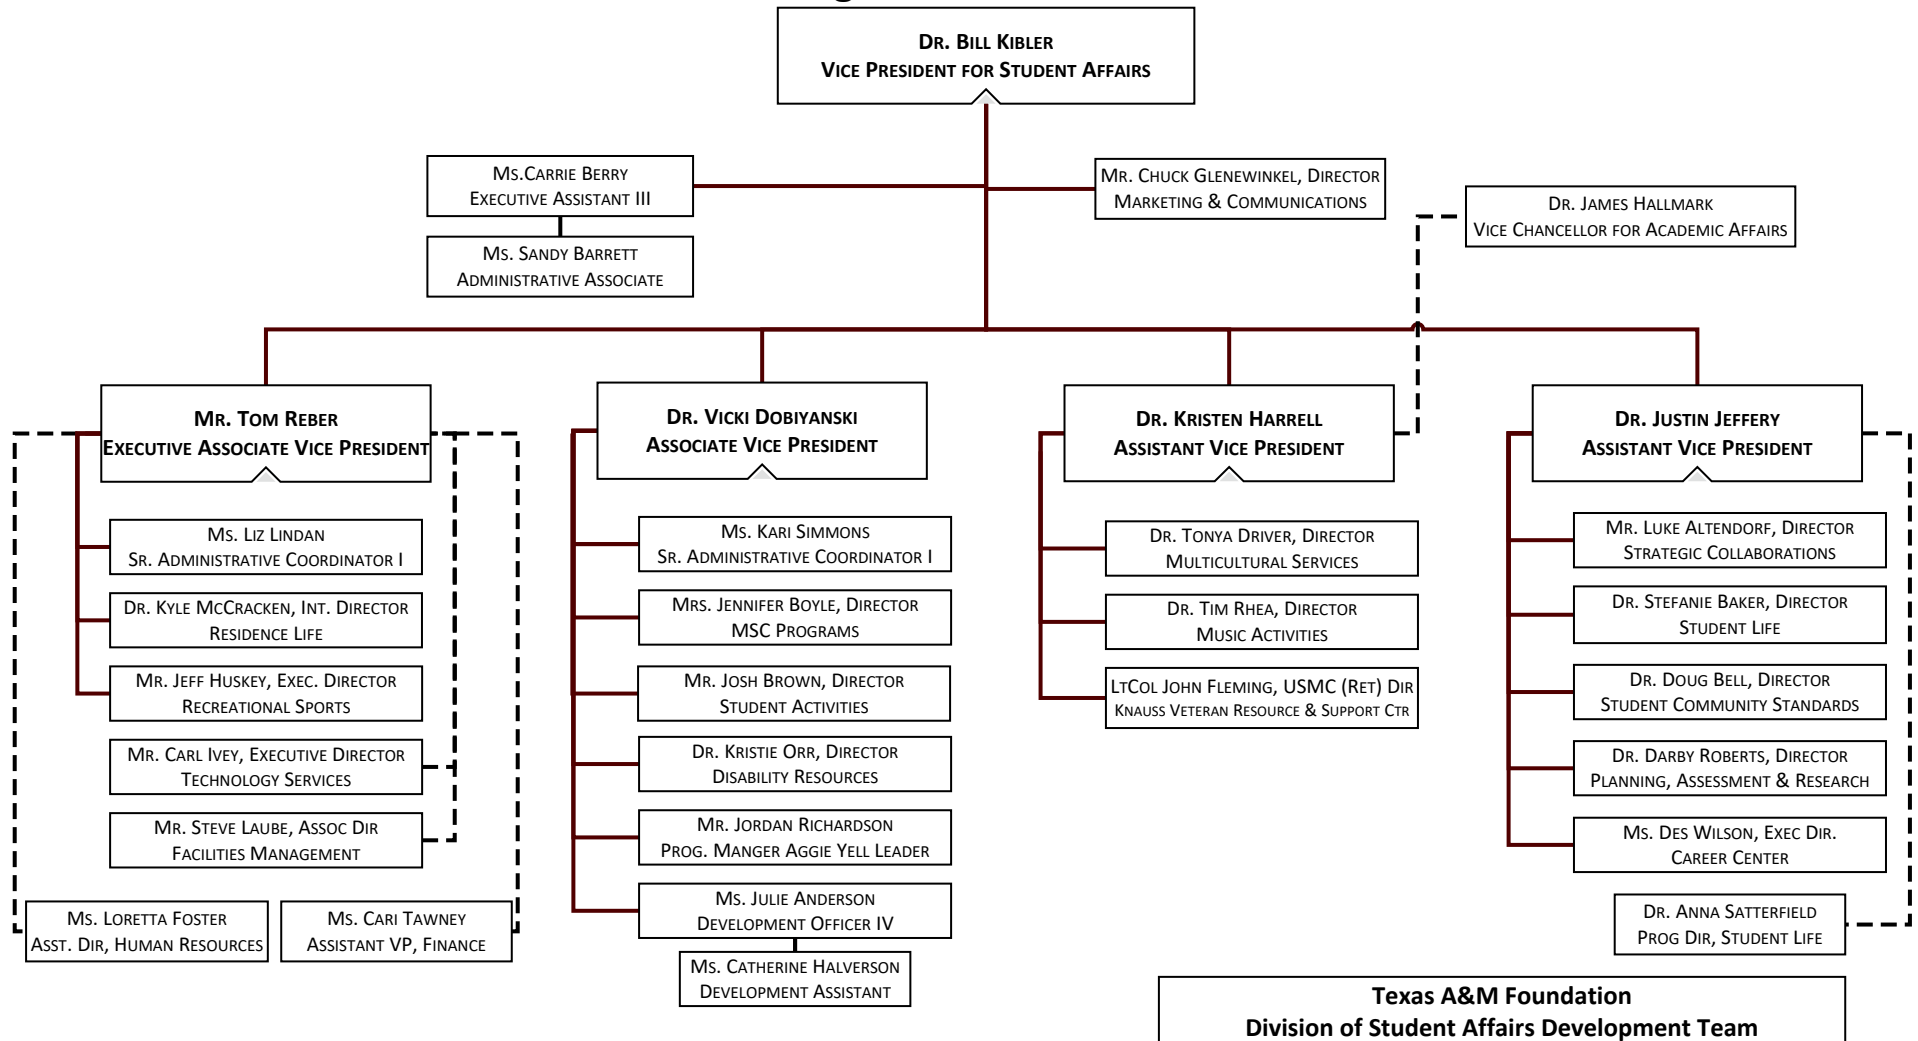 Dr. Bill Kibler
Vice President for Student Affairs
Ms.Carrie Berry
Executive Assistant III
Ms. Sandy Barrett
Administrative Associate
Mr. Chuck Glenewinkel, Director
Marketing & Communications
Dr. James Hallmark
Vice Chancellor for Academic Affairs
Mr. Tom Reber
Executive Associate Vice President
Ms. Liz Lindan
Sr. Administrative Coordinator I
Dr. Kyle McCracken, Int. Director
Residence Life
Mr. Jeff Huskey, Exec. Director
Recreational Sports
Mr. Carl Ivey, Executive Director
Technology Services
Mr. Steve Laube, Assoc Dir
Facilities Management
Ms. Loretta Foster
Asst. Dir, Human Resources
Ms. Cari Tawney
Assistant VP, Finance
Dr. Vicki Dobiyanski
Associate Vice President
Ms. Kari Simmons
Sr. Administrative Coordinator I
Mrs. Jennifer Boyle, Director
MSC Programs
Mr. Josh Brown, Director
Student Activities
Dr. Kristie Orr, Director
Disability Resources
Mr. Jordan Richardson
Prog. Manger Aggie Yell Leader
Ms. Julie Anderson
Development Officer IV
Ms. Catherine Halverson
Development Assistant
Dr. Kristen Harrell
Assistant Vice President
Dr. Tonya Driver, Director
Multicultural Services
Dr. Tim Rhea, Director
Music Activities
LtCol John Fleming, USMC (Ret) Dir
Knauss Veteran Resource & Support Ctr
Dr. Justin Jeffery
Assistant Vice President
Mr. Luke Altendorf, Director
Strategic Collaborations
Dr. Stefanie Baker, Director
Student Life
Dr. Doug Bell, Director
Student Community Standards
Dr. Darby Roberts, Director
Planning, Assessment & Research
Ms. Des Wilson, Exec Dir.
Career Center
Dr. Anna Satterfield
Prog Dir, Student Life
Texas A&M Foundation
Division of Student Affairs Development Team